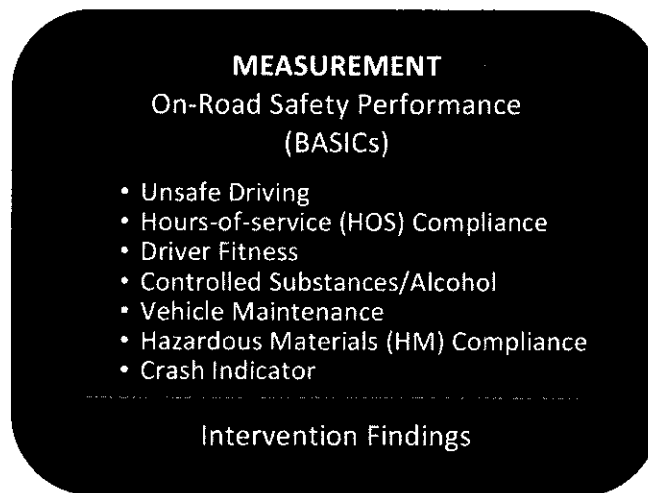 MEASUREMENT
On-Road Safety Performance
(BASICs)
• Unsafe Driving
• Hours-of-service (HOS) Compliance
• Driver Fitness
• Controlled Substances/Alcohol
• Vehicle Maintenance
• Hazardous Materials (HM) Compliance
• Crash Indicator
Intervention Findings